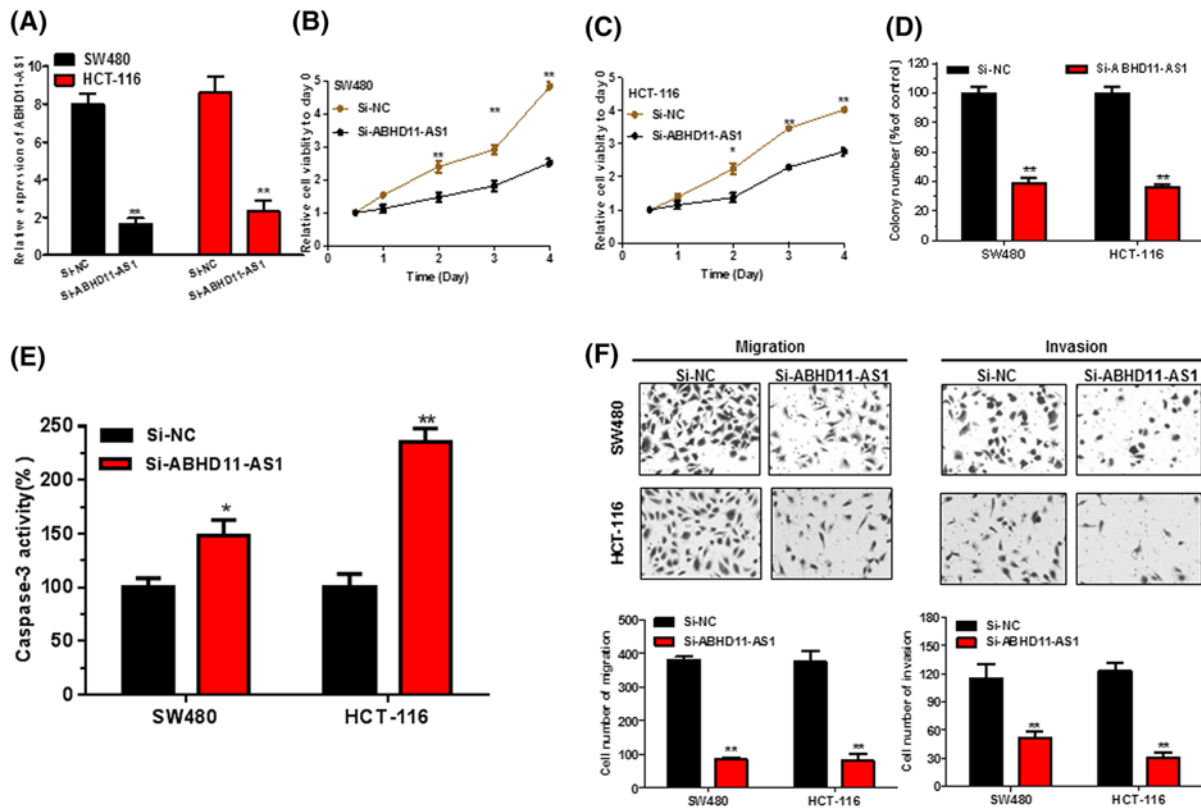 (A)
SW480
HCT-116
Relative expression of ABHD11-AS1
10
8
6
4
2
0
**
**
Si-NC
Si-ABHD11-AS1
Si-NC
Si-ABHD11-AS1
(B)
SW480
Si-NC
Si-ABHD11-AS1
Relative cell viablity to day 0
5
4
3
2
1
0
**
**
**
0
1
2
3
4
Time (Day)
(C)
HCT-116
Si-NC
Si-ABHD11-AS1
Relative cell viablity to day 0
5
4
3
2
1
0
*
**
**
0
1
2
3
4
Time (Day)
(D)
Si-NC
Si-ABHD11-AS1
Colony number (% of control)
120
100
80
60
40
20
0
**
**
SW480
HCT-116
(E)
Si-NC
Si-ABHD11-AS1
Caspase-3 activity(%)
250
200
150
100
50
0
*
**
SW480
HCT-116
(F)
Migration
Invasion
Si-NC
Si-ABHD11-AS1
Si-NC
Si-ABHD11-AS1
SW480
HCT-116
Si-NC
Si-ABHD11-AS1
Cell number of migration
500
400
300
100
0
**
**
SW480
HCT-116
Si-NC
Si-ABHD11-AS1
Cell number of invasion
150
120
90
60
30
0
**
**
SW480
HCT-116